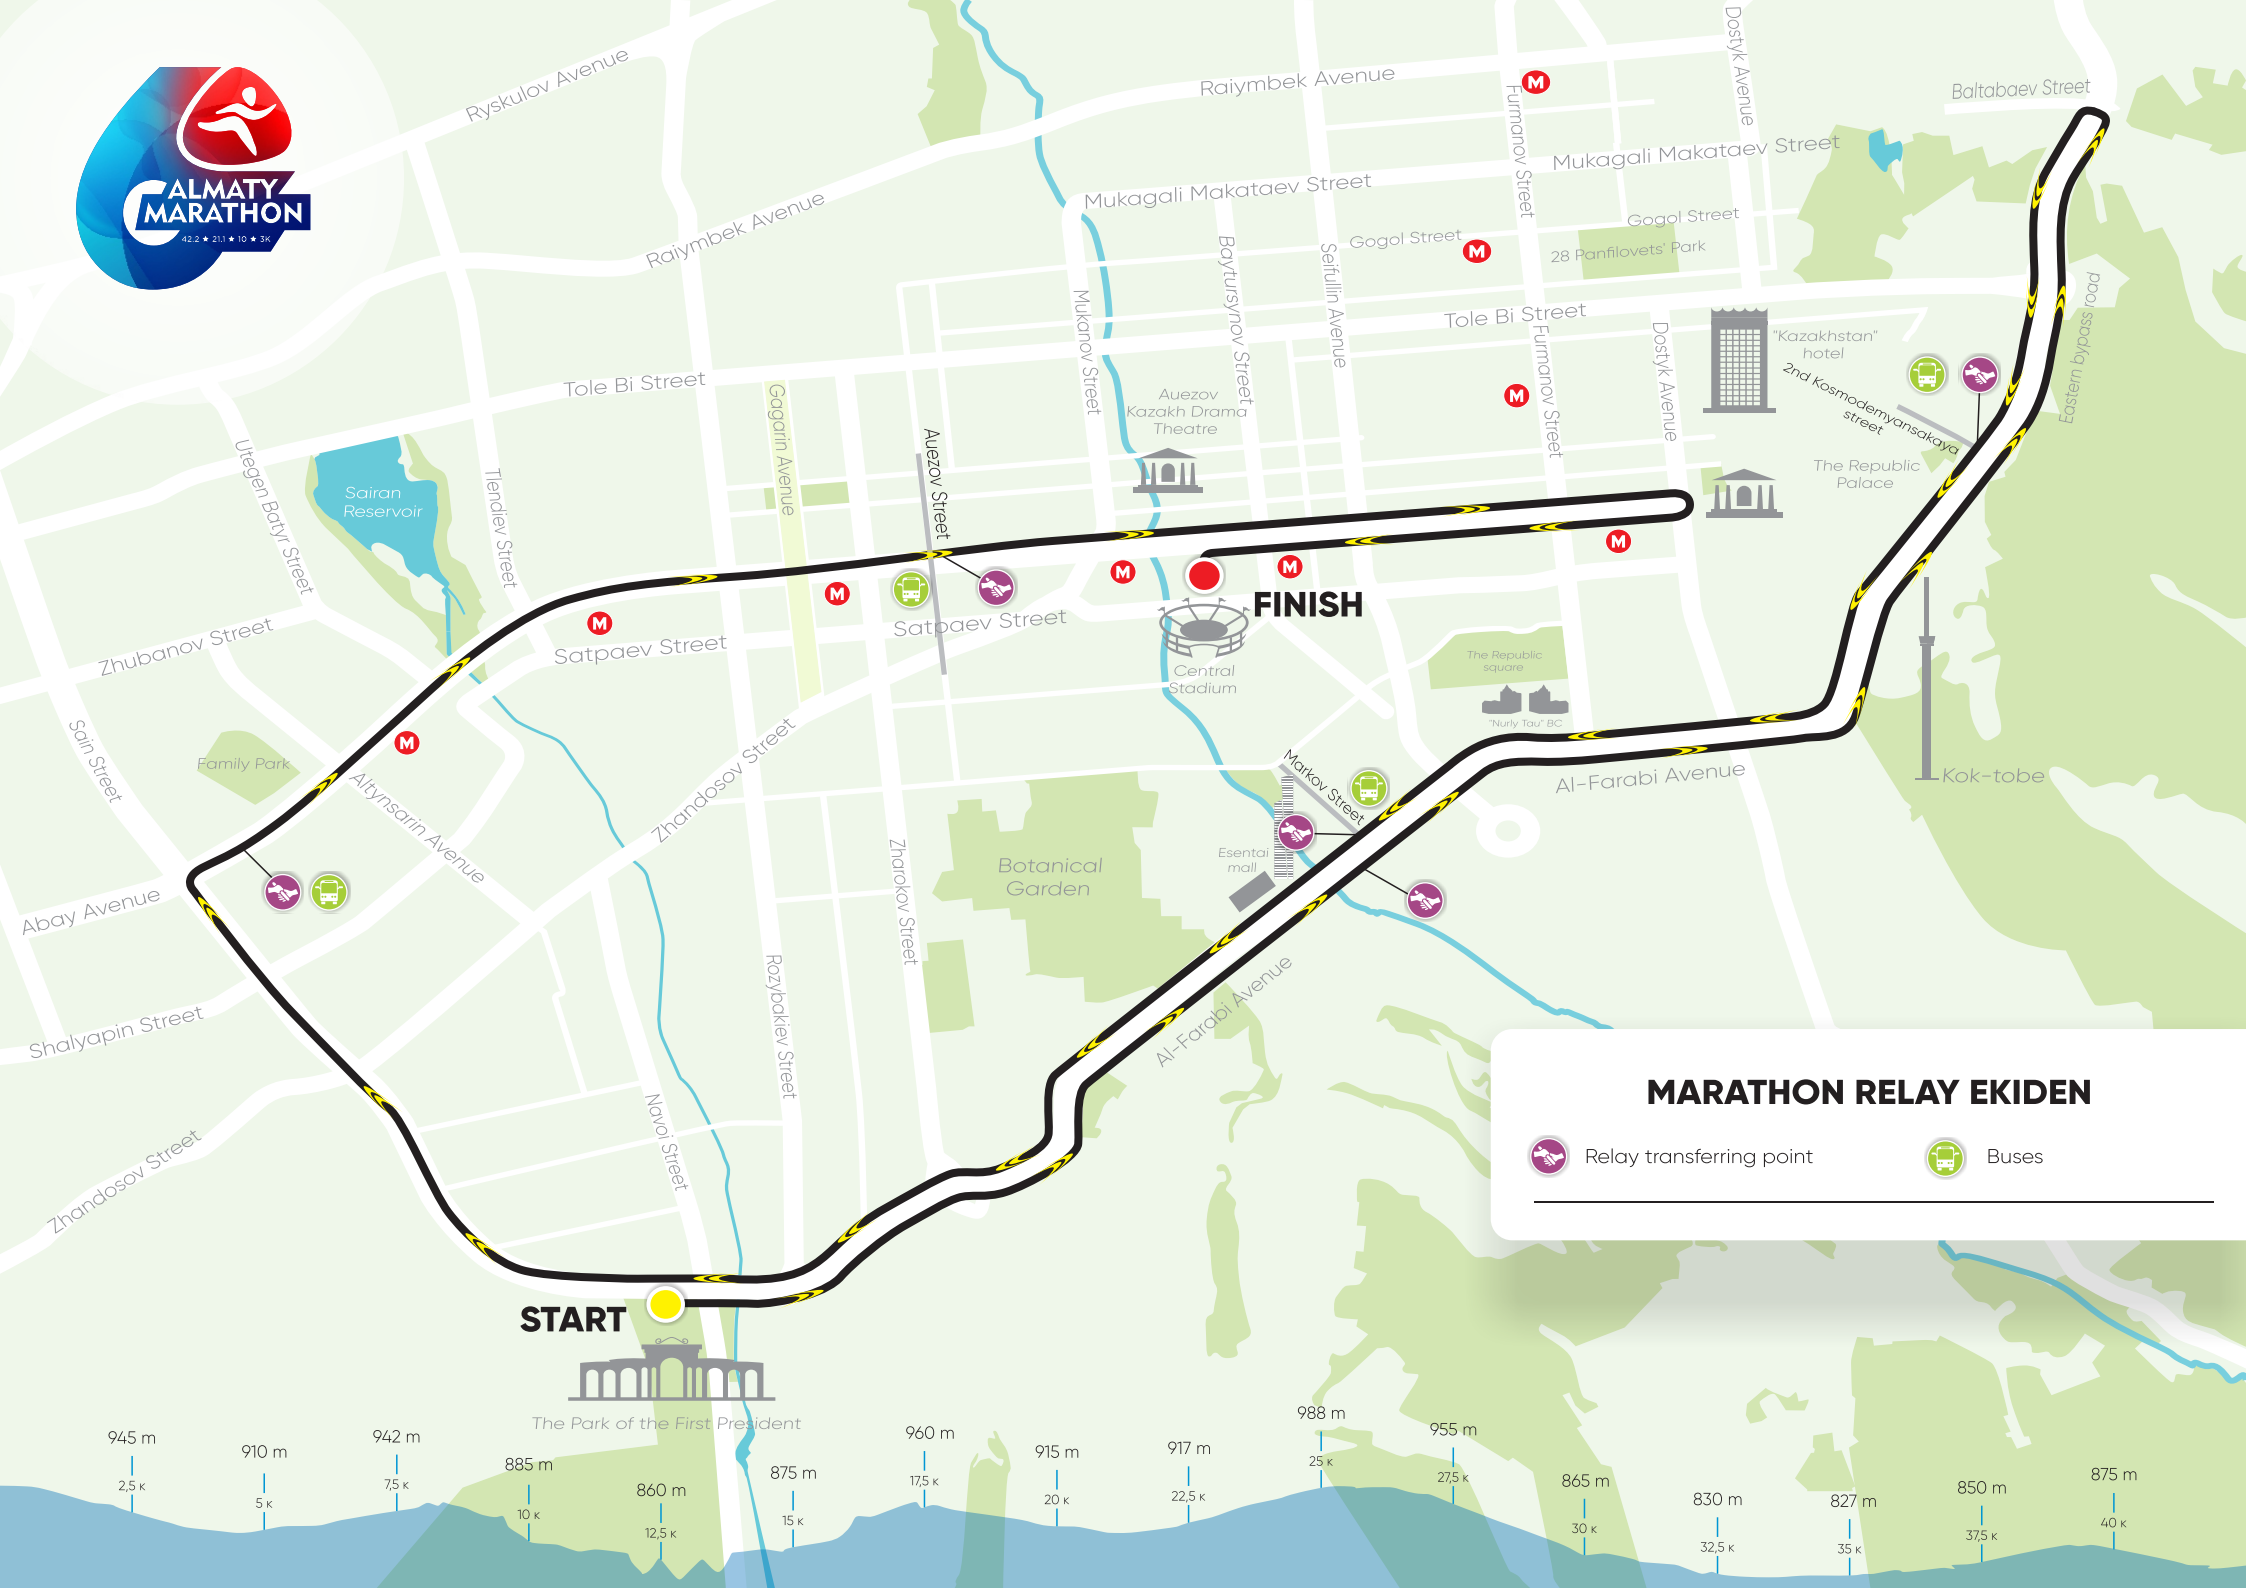 ALMATY
MARATHON
42.2 ★ 21.1 ★ 10 ★ 3K
Ryskulov Avenue
Raiymbek Avenue
Raiymbek Avenue
Dostyk Avenue
Baltabaev Street
Furmanov Street
Mukagali Makataev Street
Mukagali Makataev Street
M
Gogol Street
Gogol Street
M
28 Panfilovets' Park
Baytursynov Street
Seifullin Avenue
Mukanov Street
Tole Bi Street
Tole Bi Street
Furmanov Street
Dostyk Avenue
"Kazakhstan"
hotel
2nd Kosmodemyansakaya
street
Eastern bypass road
The Republic
Palace
Gagarin Avenue
Auezov
Kazakh Drama
Theatre
M
Auezov Street
Utegen Batyr Street
Sairan
Reservoir
Tlendiev Street
M
M
M
M
M
M
FINISH
Satpaev Street
Satpaev Street
Zhubanov Street
Central
Stadium
The Republic
square
"Nurly Tau" BC
Sain Street
Family Park
Altynsarin Avenue
Zhandosov Street
Markov Street
Al-Farabi Avenue
Kok-tobe
Esentai
mall
Botanical
Garden
Zharokov Street
Abay Avenue
Shalyapin Street
Rozybakiev Street
Al-Farabi Avenue
Navoi Street
Zhandosov Street
MARATHON RELAY EKIDEN
Relay transferring point
Buses
START
The Park of the First President
945 m
2,5 к
910 m
5 к
942 m
7,5 к
885 m
10 к
860 m
12,5 к
875 m
15 к
960 m
17,5 к
915 m
20 к
917 m
22,5 к
988 m
25 к
955 m
27,5 к
865 m
30 к
830 m
32,5 к
827 m
35 к
850 m
37,5 к
875 m
40 к